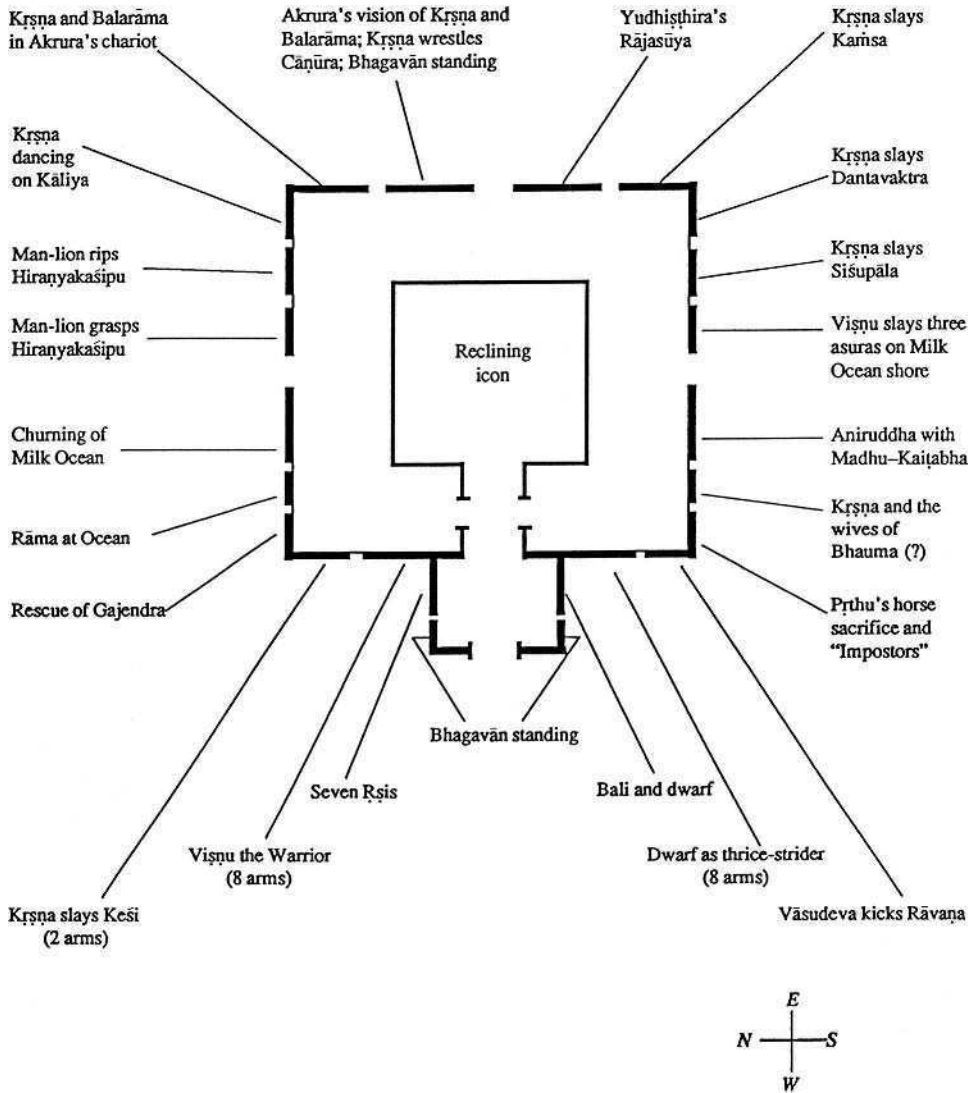 Kṛṣṇa and Balarāma
in Akrura's chariot
Akrura's vision of Kṛṣṇa and
Balarāma; Kṛṣṇa wrestles
Cāṇūra; Bhagavān standing
Yudhiṣṭhira's
Rājasūya
Kṛṣṇa slays
Kaṁsa
Kṛṣṇa
dancing
on Kāliya
Kṛṣṇa slays
Dantavaktra
Man-lion rips
Hiraṇyakaśipu
Kṛṣṇa slays
Siśupāla
Man-lion grasps
Hiraṇyakaśipu
Reclining
icon
Viṣṇu slays three
asuras on Milk
Ocean shore
Churning of
Milk Ocean
Aniruddha with
Madhu–Kaiṭabha
Rāma at Ocean
Kṛṣṇa and the
wives of
Bhauma (?)
Rescue of Gajendra
Pṛthu's horse
sacrifice and
“Impostors”
Bhagavān standing
Seven Ṛṣis
Bali and dwarf
Viṣṇu the Warrior
(8 arms)
Dwarf as thrice-strider
(8 arms)
Kṛṣṇa slays Keśi
(2 arms)
Vāsudeva kicks Rāvaṇa
E
N S
W